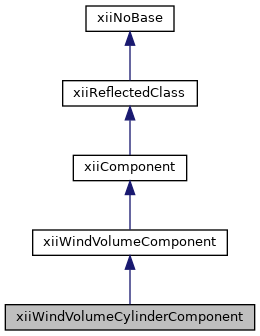 xiiNoBase
xiiReflectedClass
xiiComponent
xiiWindVolumeComponent
xiiWindVolumeCylinderComponent